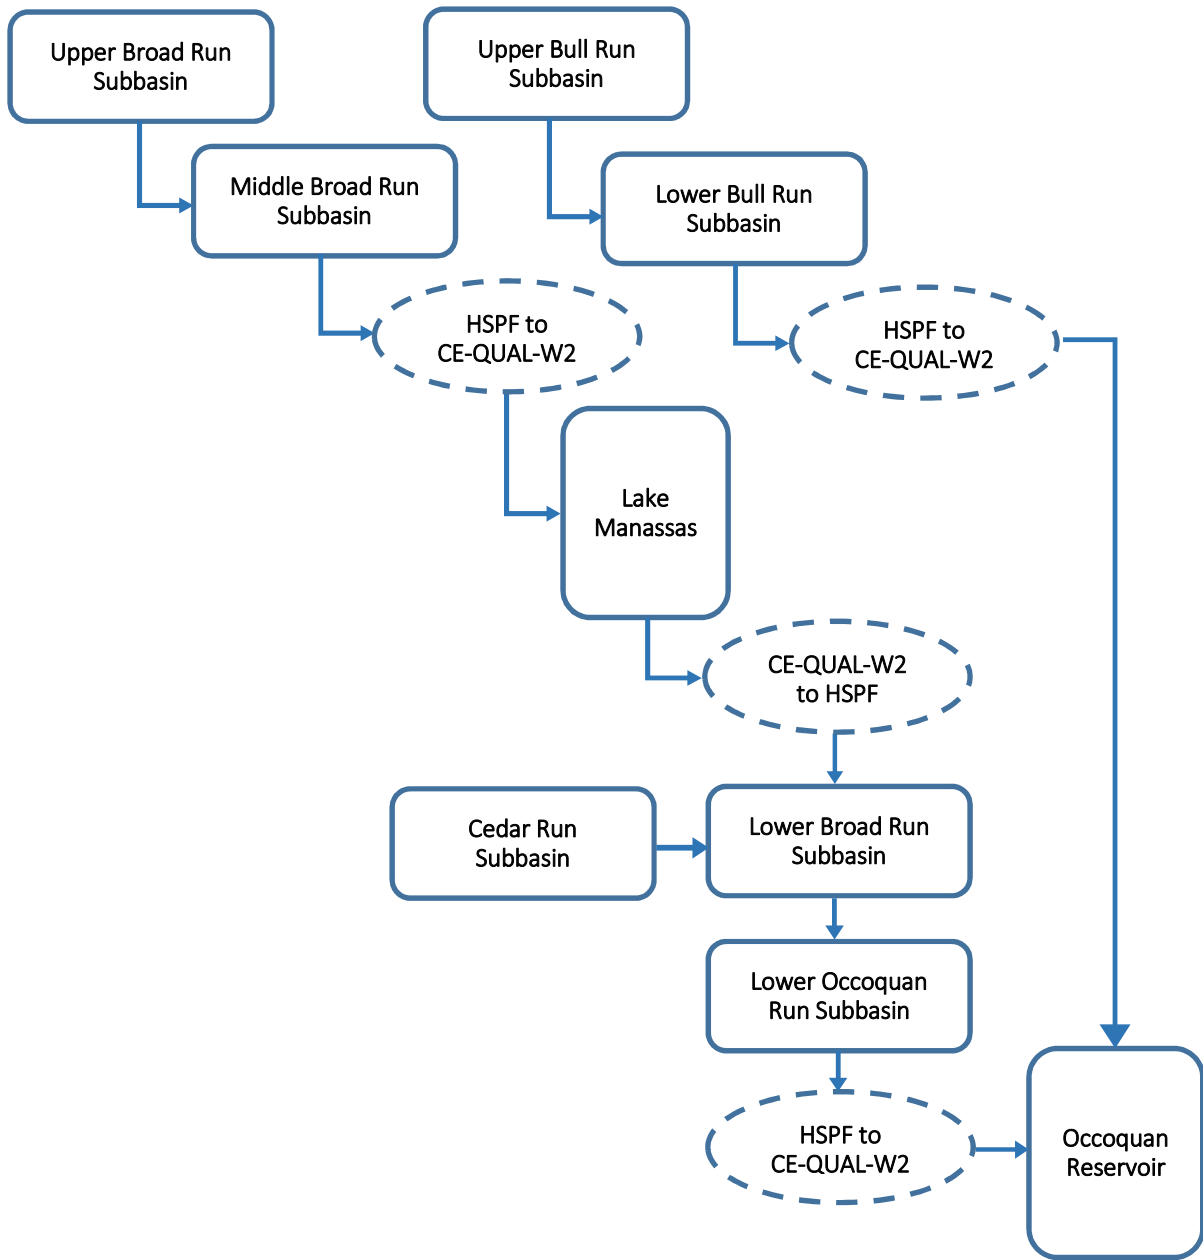 Upper Broad Run
Subbasin
Upper Bull Run
Subbasin
Middle Broad Run
Subbasin
Lower Bull Run
Subbasin
HSPF to
CE-QUAL-W2
HSPF to
CE-QUAL-W2
Lake
Manassas
CE-QUAL-W2
to HSPF
Cedar Run
Subbasin
Lower Broad Run
Subbasin
Lower Occoquan
Run Subbasin
HSPF to
CE-QUAL-W2
Occoquan
Reservoir